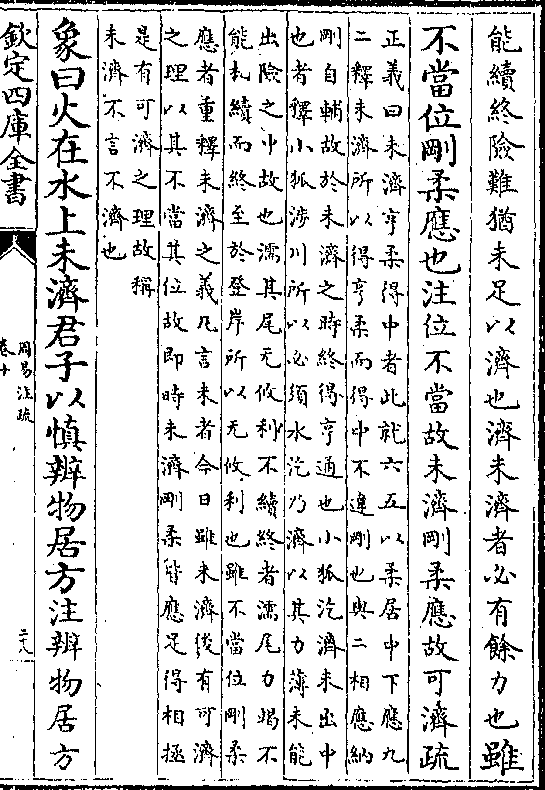 能續終險難猶未足以濟也濟未濟者必有餘力也雖
不當位剛柔應也注位不當故未濟剛柔應故可濟疏
正義曰未濟亨柔得中者此就六五以柔居中下應九
二釋未濟所以得亨柔而得中不違剛也與二相應納
剛自輔故於未濟之時終得亨通也小狐汔濟未出中
也者釋小狐涉川所以必須水汔乃濟以其力薄未能
出險之中故也濡其尾无攸利不續終者濡尾力竭不
能札續而終至於登岸所以无攸利也雖不當位剛柔
應者重釋未濟之義凡言未者今日雖未濟後有可濟
之理以其不當其位故即時未濟剛柔皆應足得相拯
是有可濟之理故稱
未濟不言不濟也
象曰火在水上未濟君子以慎辨物居方注辨物居方
欽定四庫全書
周易注疏
卷十
二十八